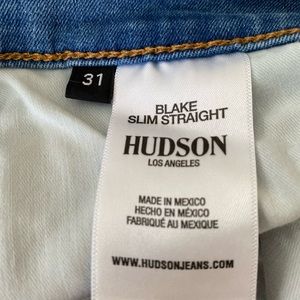 31
BLAKE
SLIM STRAIGHT
HUDSON
LOS ANGELES
MADE IN MEXICO
HECHO EN MÉXICO
FABRIQUÉ AU MEXIQUE
WWW.HUDSONJEANS.COM